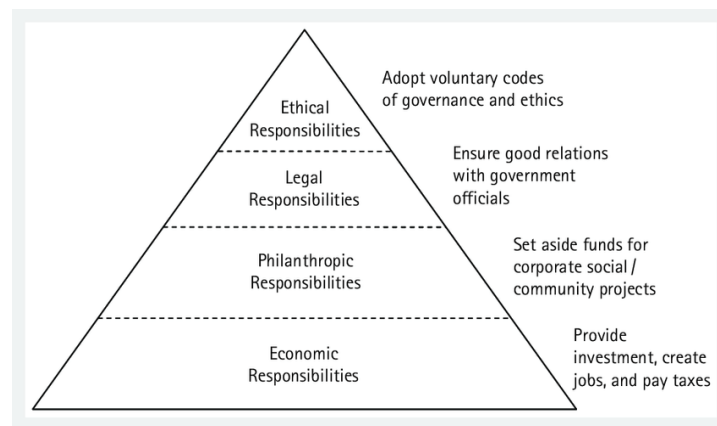 Adopt voluntary codes
of governance and ethics
Ethical
Responsibilities
Ensure good relations
with government
officials
Legal
Responsibilities
Set aside funds for
corporate social /
community projects
Philanthropic
Responsibilities
Provide
investment, create
jobs, and pay taxes
Economic
Responsibilities